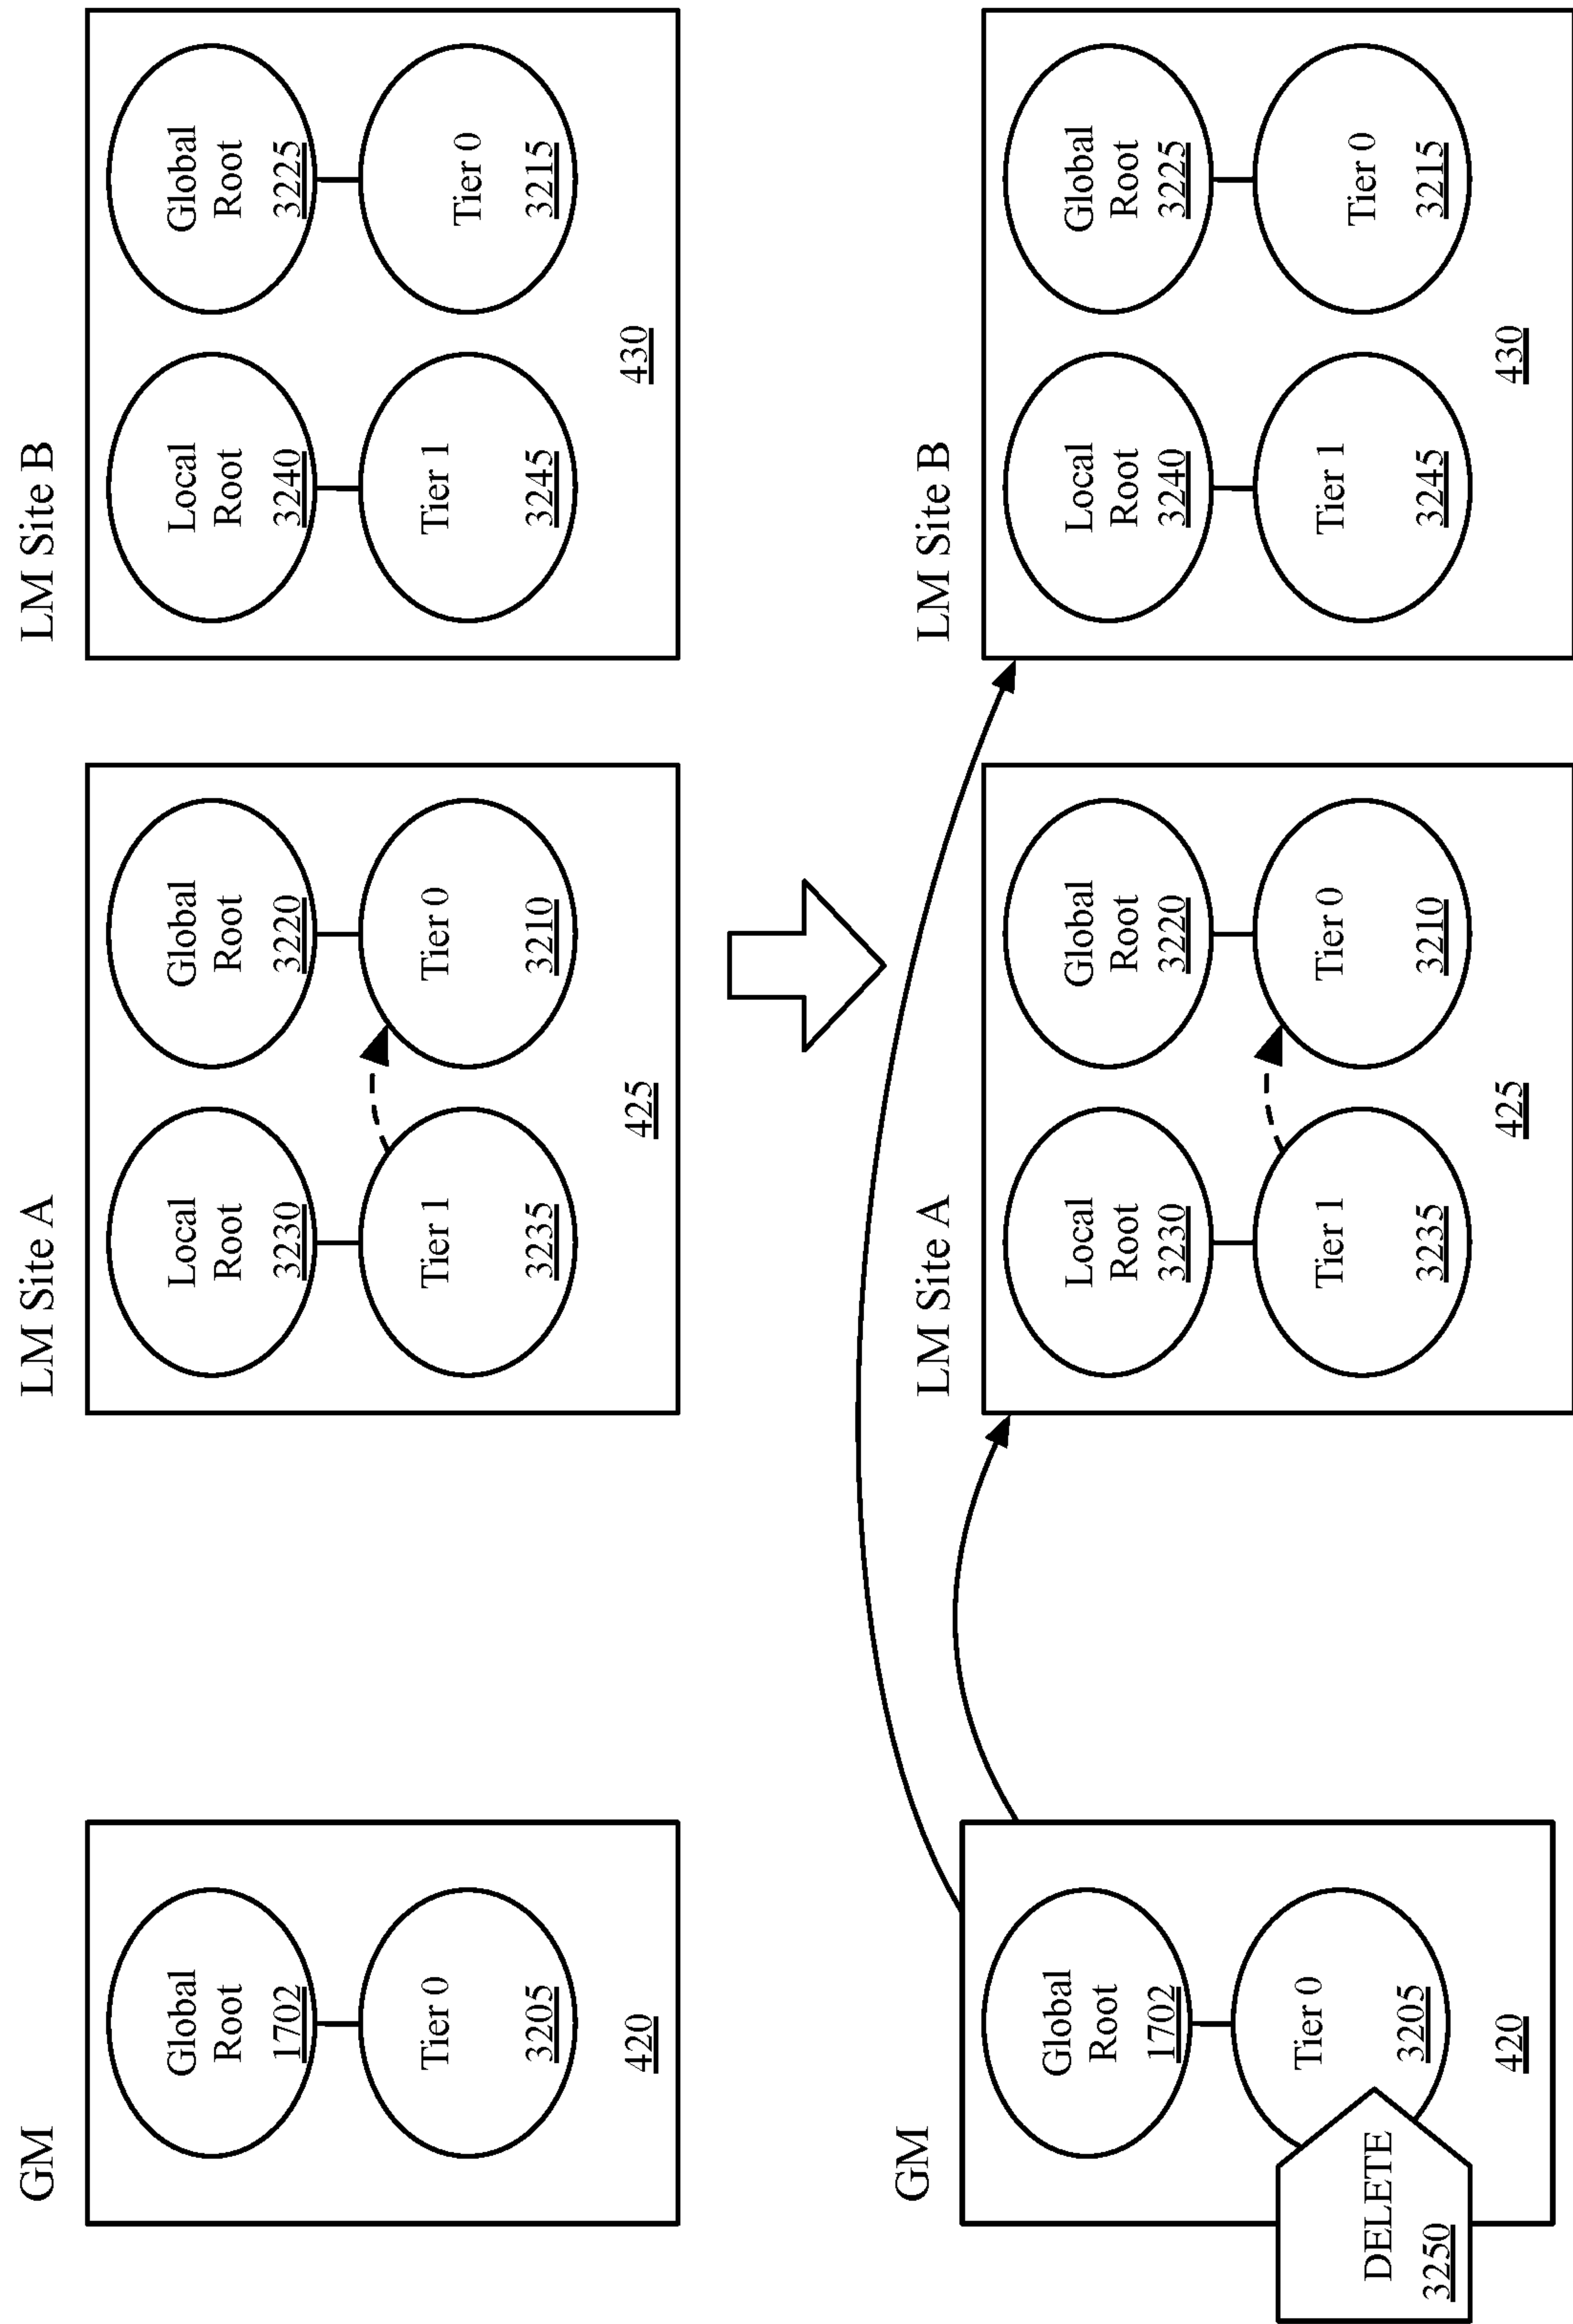 GM
Global
Root
1702
Tier 0
3205
420
LM Site A
Local
Root
3230
Tier 1
3235
Global
Root
3220
Tier 0
3210
425
LM Site B
Local
Root
3240
Tier 1
3245
Global
Root
3225
Tier 0
3215
430
GM
Global
Root
1702
Tier 0
3205
DELETE
3250
420
LM Site A
Local
Root
3230
Tier 1
3235
Global
Root
3220
Tier 0
3210
425
LM Site B
Local
Root
3240
Tier 1
3245
Global
Root
3225
Tier 0
3215
430